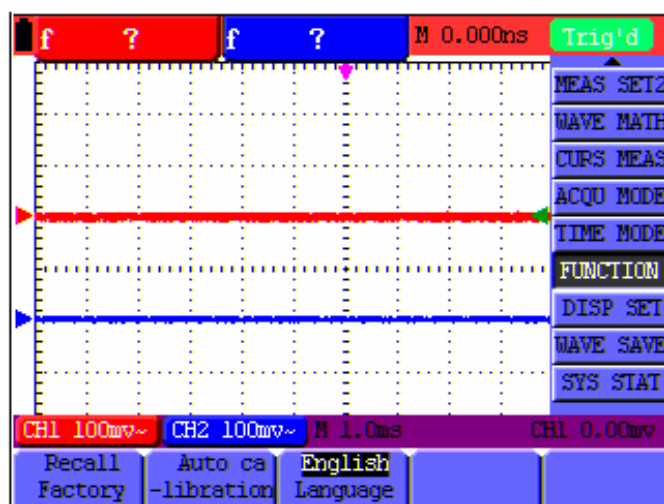 f ? f ? M 0.000ns Trig'd
MEAS SET2
WAVE MATH
CURS MEAS
ACQU MODE
TIME MODE
FUNCTION
DISP SET
WAVE SAVE
SYS STAT
CH1 100mv~ CH2 100mv~ M 1.0ms CH1 0.00mv
Recall Auto ca English
Factory -libration Language